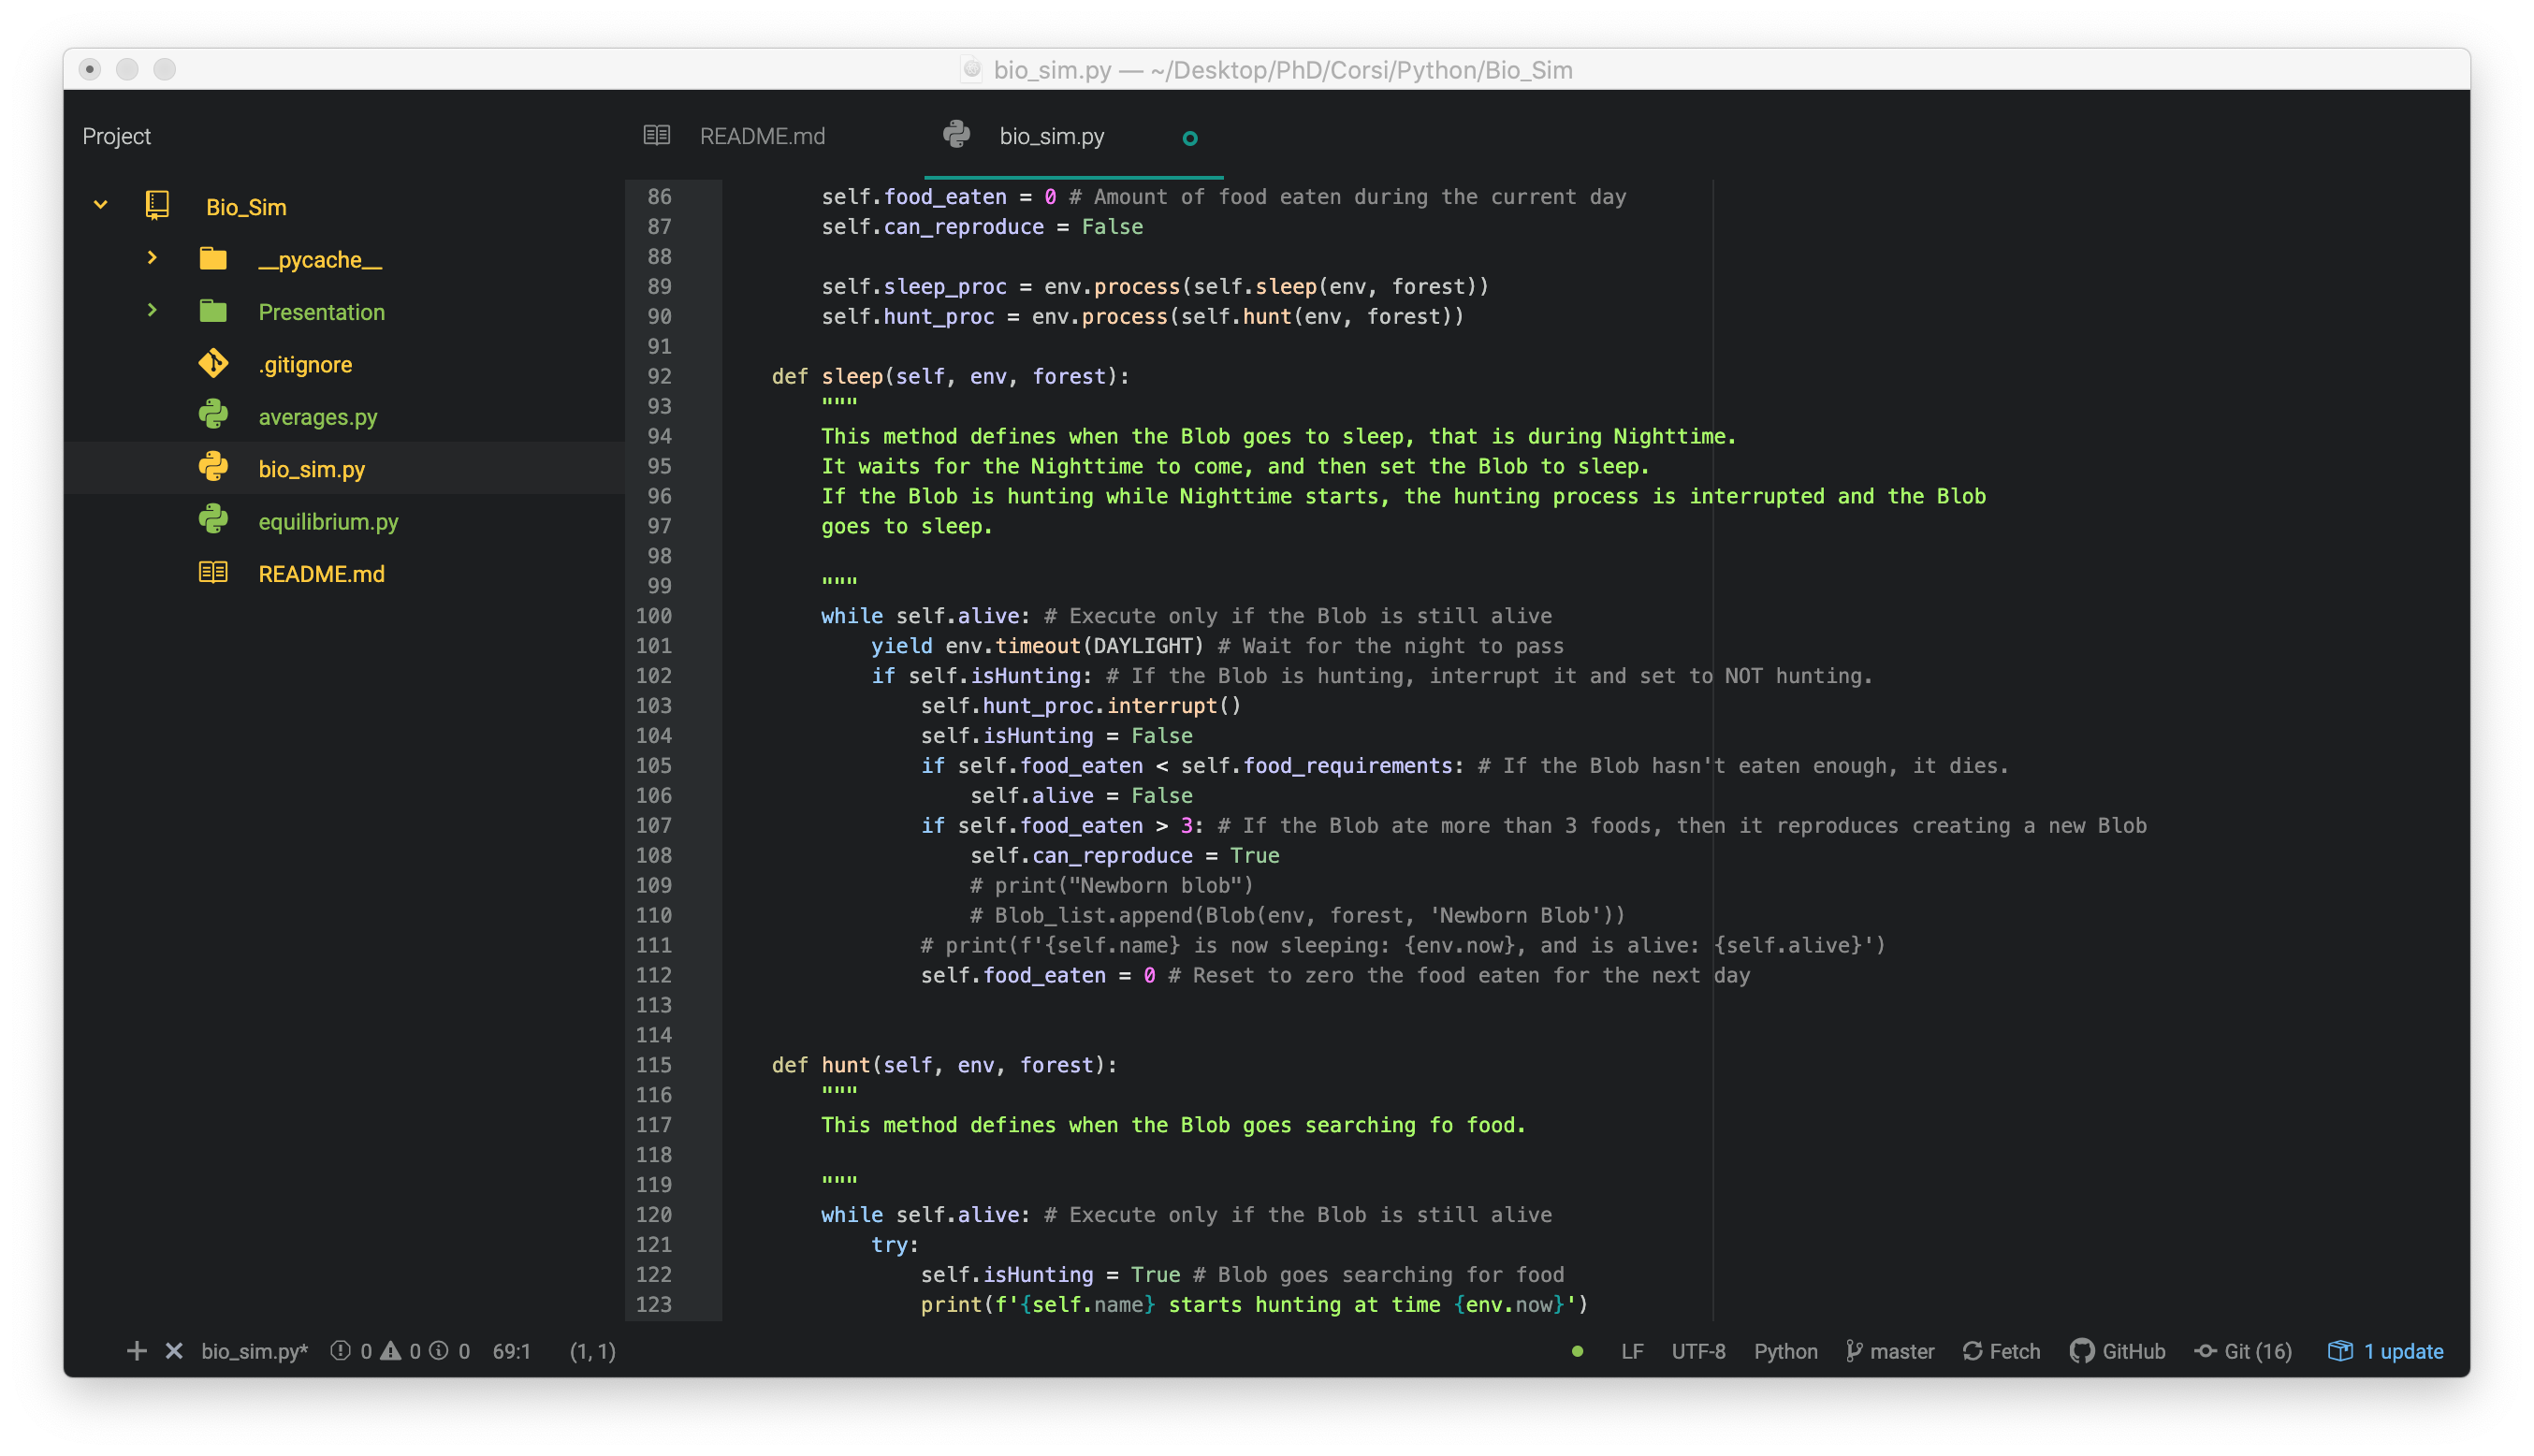 bio_sim.py — ~/Desktop/PhD/Corsi/Python/Bio_Sim
Project
README.md
bio_sim.py
Bio_Sim
__pycache__
Presentation
.gitignore
averages.py
bio_sim.py
equilibrium.py
README.md
86 self.food_eaten = 0 # Amount of food eaten during the current day
87 self.can_reproduce = False
88
89 self.sleep_proc = env.process(self.sleep(env, forest))
90 self.hunt_proc = env.process(self.hunt(env, forest))
91
92 def sleep(self, env, forest):
93 """
94 This method defines when the Blob goes to sleep, that is during Nighttime.
95 It waits for the Nighttime to come, and then set the Blob to sleep.
96 If the Blob is hunting while Nighttime starts, the hunting process is interrupted and the Blob
97 goes to sleep.
98
99 """
100 while self.alive: # Execute only if the Blob is still alive
101 yield env.timeout(DAYLIGHT) # Wait for the night to pass
102 if self.isHunting: # If the Blob is hunting, interrupt it and set to NOT hunting.
103 self.hunt_proc.interrupt()
104 self.isHunting = False
105 if self.food_eaten < self.food_requirements: # If the Blob hasn't eaten enough, it dies.
106 self.alive = False
107 if self.food_eaten > 3: # If the Blob ate more than 3 foods, then it reproduces creating a new Blob
108 self.can_reproduce = True
109 # print("Newborn blob")
110 # Blob_list.append(Blob(env, forest, 'Newborn Blob'))
111 # print(f'{self.name} is now sleeping: {env.now}, and is alive: {self.alive}')
112 self.food_eaten = 0 # Reset to zero the food eaten for the next day
113
114
115 def hunt(self, env, forest):
116 """
117 This method defines when the Blob goes searching fo food.
118
119 """
120 while self.alive: # Execute only if the Blob is still alive
121 try:
122 self.isHunting = True # Blob goes searching for food
123 print(f'{self.name} starts hunting at time {env.now}')
bio_sim.py* 0 0 0 69:1 (1, 1) LF UTF-8 Python master Fetch GitHub Git (16) 1 update